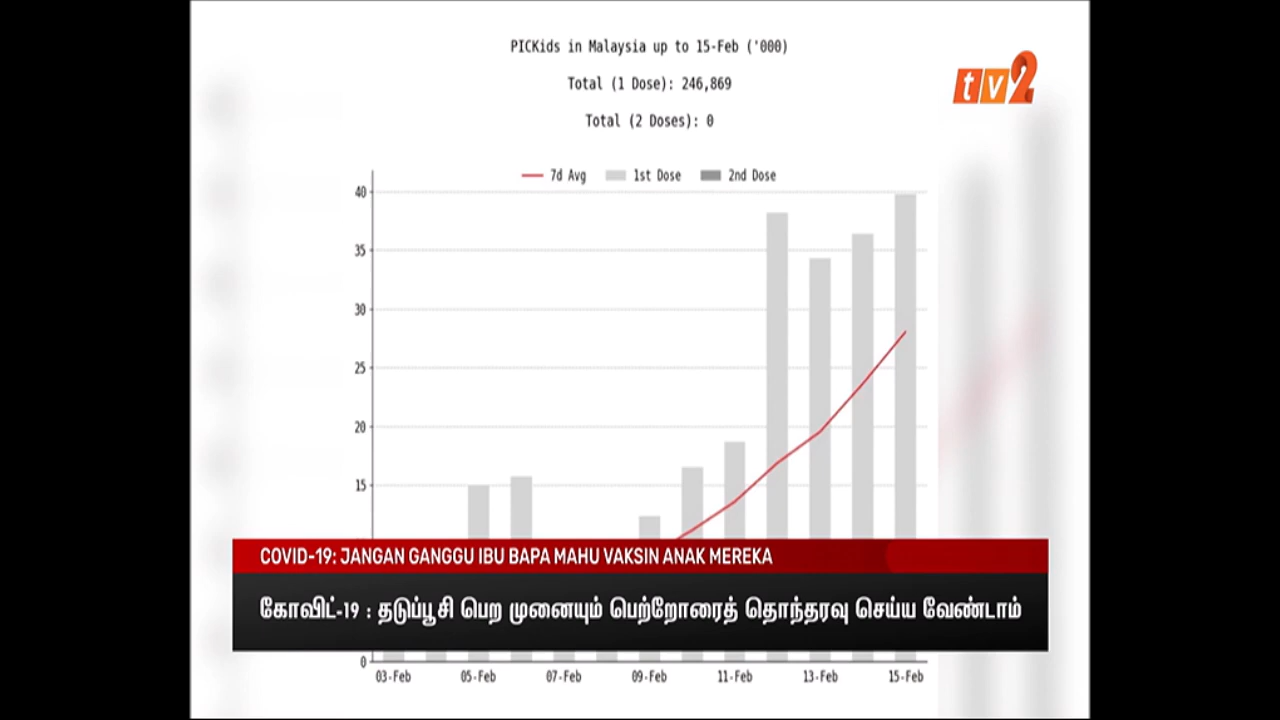 PICKids in Malaysia up to 15-Feb ('000)
Total (1 Dose): 246,869
Total (2 Doses): 0
tv2
7d Avg 1st Dose 2nd Dose
40
35
30
25
20
15
COVID-19: JANGAN GANGGU IBU BAPA MAHU VAKSIN ANAK MEREKA
கோவிட்-19 : தடுப்பூசி பெற முனையும் பெற்றோரைத் தொந்தரவு செய்ய வேண்டாம்
0
03-Feb 05-Feb 07-Feb 09-Feb 11-Feb 13-Feb 15-Feb